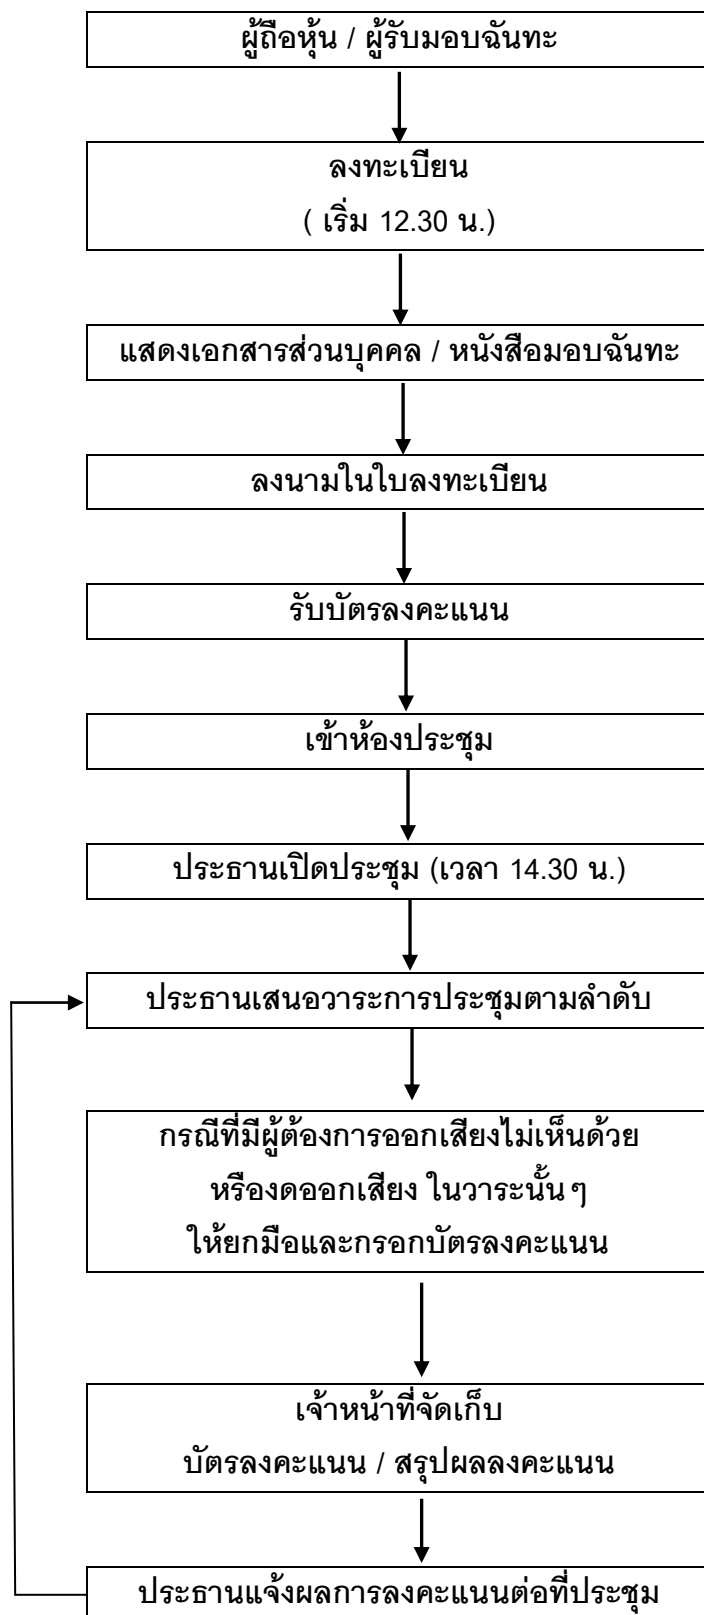 ผู้ถือหุ้น / ผู้รับมอบฉันทะ
ลงทะเบียน
( เริ่ม 12.30 น.)
แสดงเอกสารส่วนบุคคล / หนังสือมอบฉันทะ
ลงนามในใบลงทะเบียน
รับบัตรลงคะแนน
เข้าห้องประชุม
ประธานเปิดประชุม (เวลา 14.30 น.)
ประธานเสนอวาระการประชุมตามลำดับ
กรณีที่มีผู้ต้องการออกเสียงไม่เห็นด้วย
หรืองดออกเสียง ในวาระนั้นๆ
ให้ยกมือและกรอกบัตรลงคะแนน
เจ้าหน้าที่จัดเก็บ
บัตรลงคะแนน / สรุปผลลงคะแนน
ประธานแจ้งผลการลงคะแนนต่อที่ประชุม